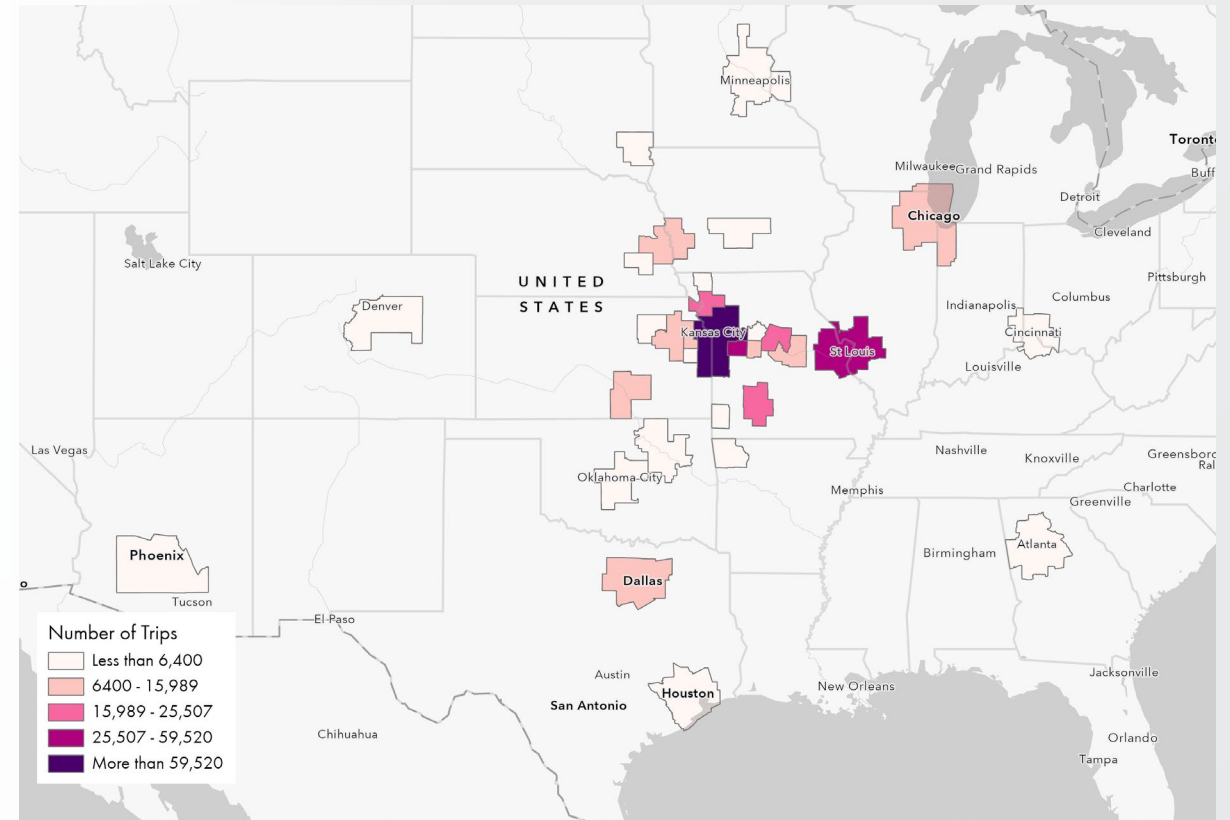 Minneapolis
Toront
Milwaukee
Grand Rapids
Buff
Detroit
Chicago
Cleveland
Salt Lake City
UNITED
STATES
Pittsburgh
Columbus
Indianapolis
Denver
Kansas City
Cincinnati
St Louis
Louisville
Las Vegas
Nashville
Knoxville
Greensboro
Ral
Oklahoma City
Memphis
Charlotte
Greenville
Phoenix
Birmingham
Atlanta
Dallas
o
Tucson
El Paso
Austin
Jacksonville
New Orleans
Houston
San Antonio
Chihuahua
Orlando
Tampa
Number of Trips
Less than 6,400
6400 - 15,989
15,989 - 25,507
25,507 - 59,520
More than 59,520